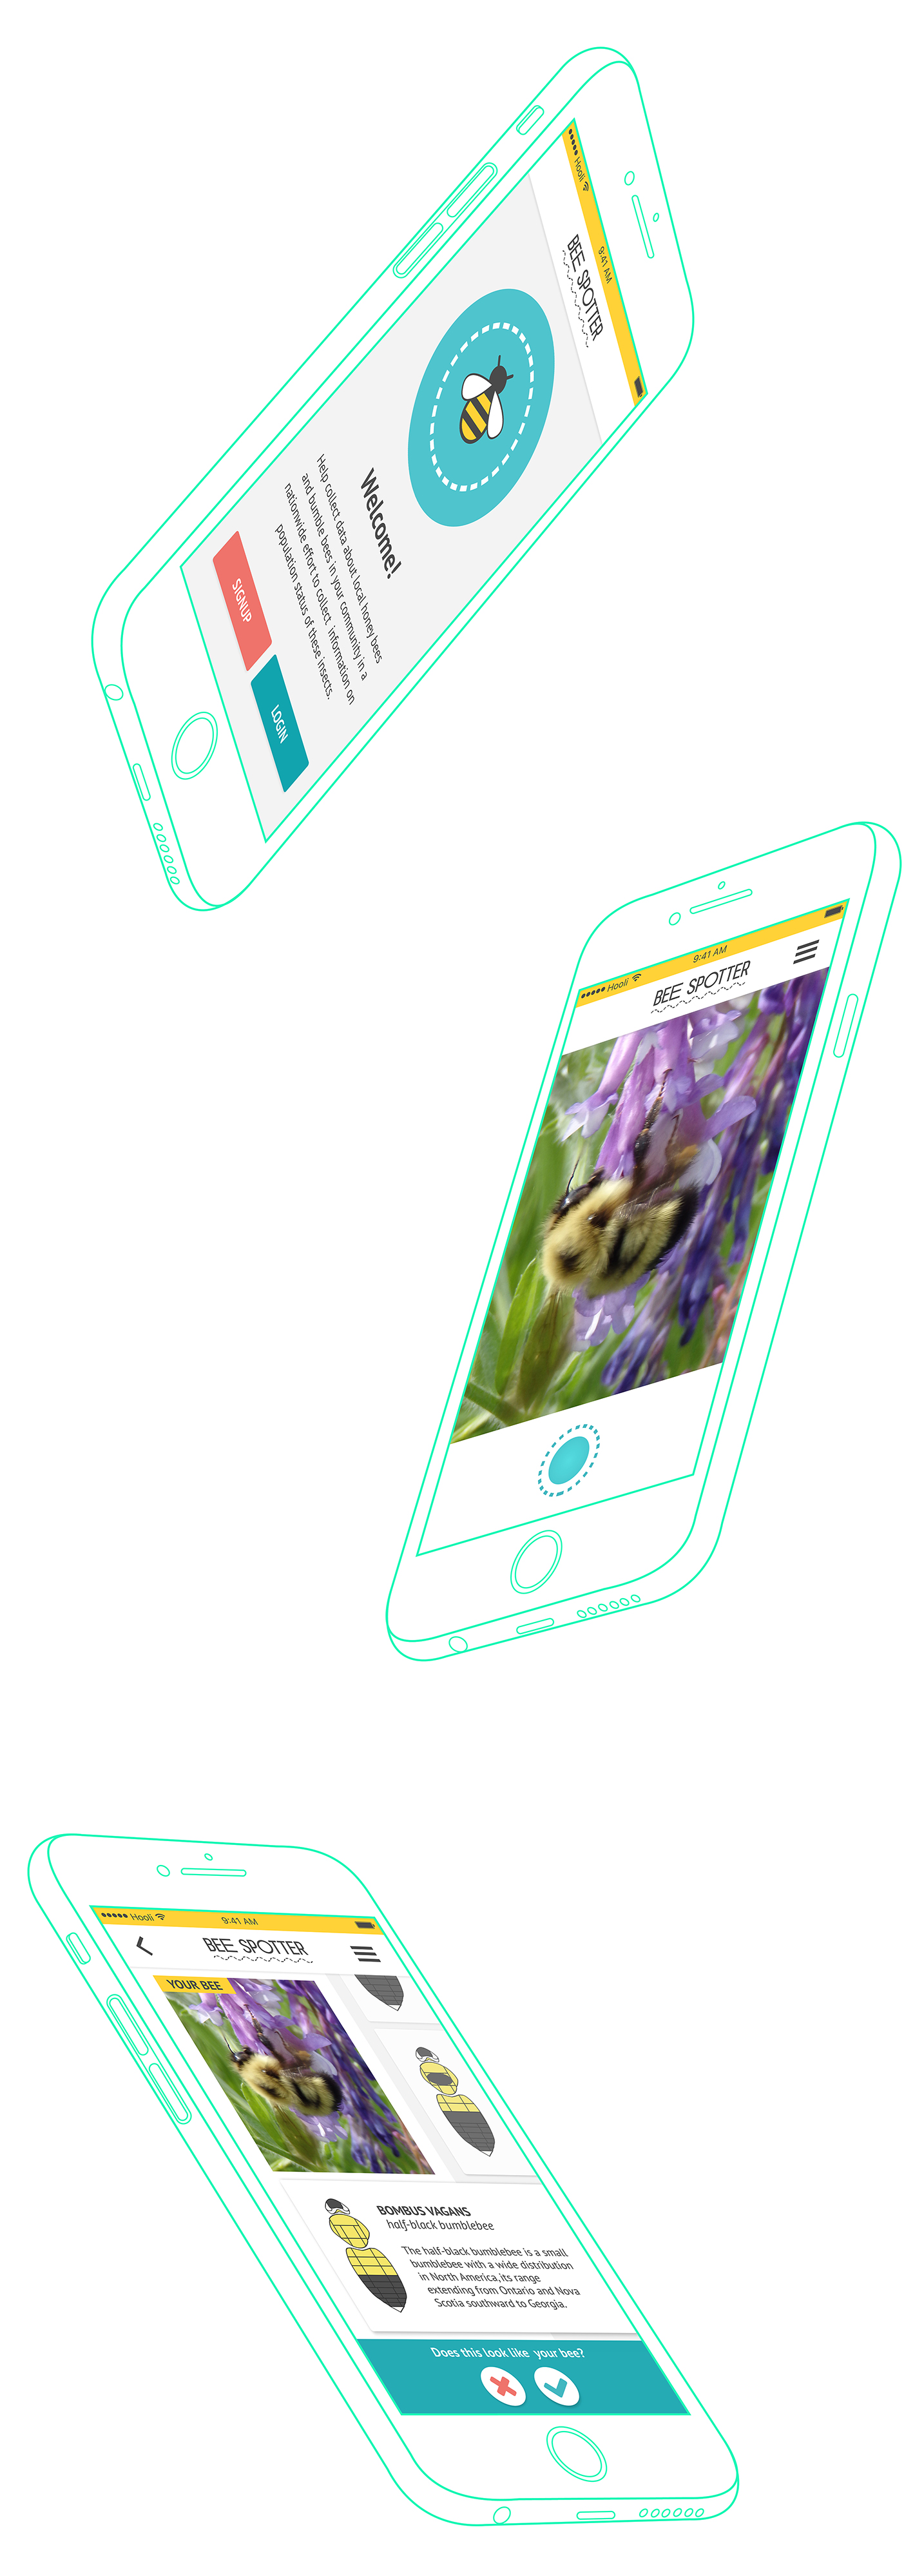 Hooli
9:41 AM
BEE SPOTTER
Welcome!
Help collect data about local honey bees
and bumble bees in your community in a
nationwide effort to collect information on
population status of these insects.
SIGNUP
LOGIN
Hooli
9:41 AM
BEE SPOTTER
Hooli
9:41 AM
BEE SPOTTER
YOUR BEE
BOMBUS VAGANS
half-black bumblebee
The half-black bumblebee is a small
bumblebee with a wide distribution
in North America, its range
extending from Ontario and Nova
Scotia southward to Georgia.
Does this look like your bee?